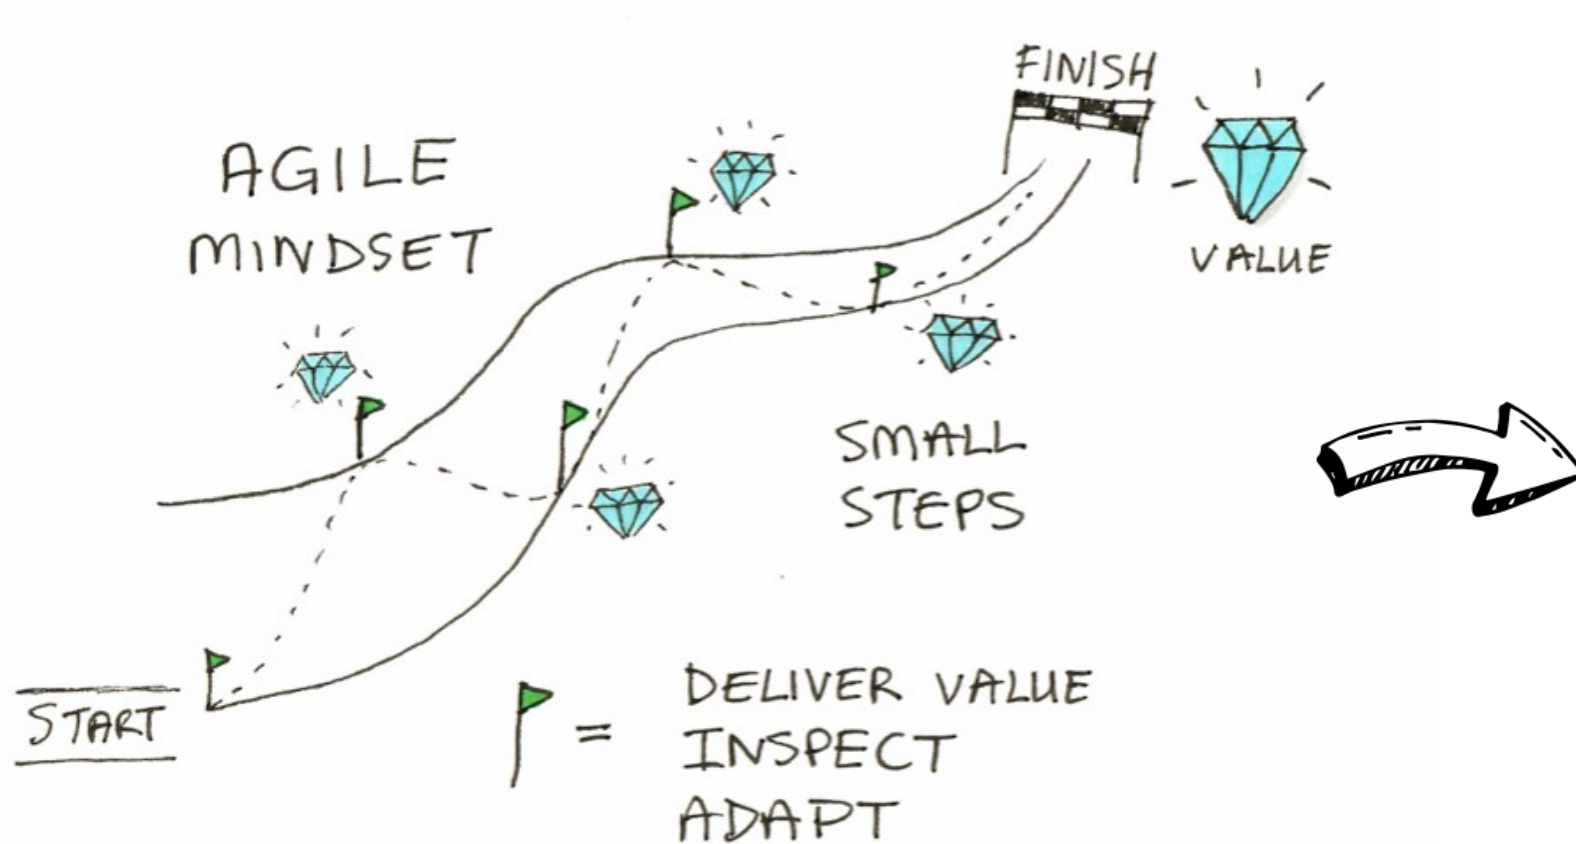 FINISH
AGILE
MINDSET
VALUE
SMALL
STEPS
START
= DELIVER VALUE
INSPECT
ADAPT